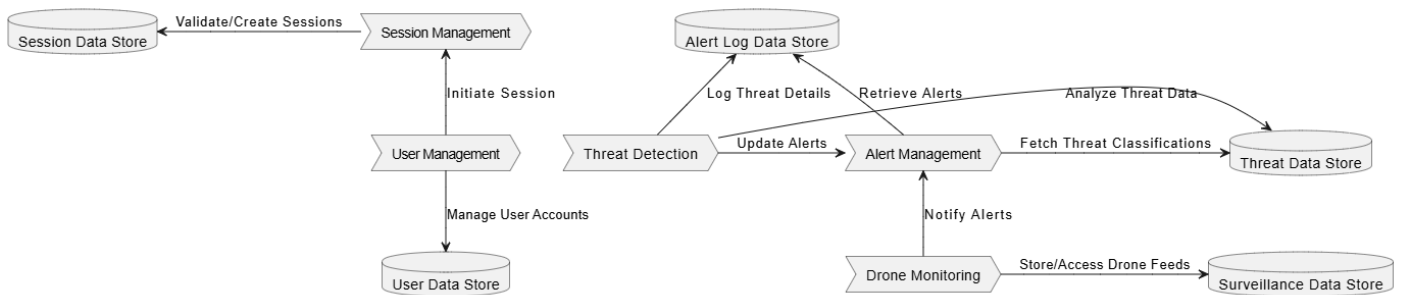 Validate/Create Sessions
Session Data Store
Session Management
Alert Log Data Store
Initiate Session
Log Threat Details
Retrieve Alerts
Analyze Threat Data
User Management
Threat Detection
Update Alerts
Alert Management
Fetch Threat Classifications
Threat Data Store
Manage User Accounts
Notify Alerts
User Data Store
Drone Monitoring
Store/Access Drone Feeds
Surveillance Data Store